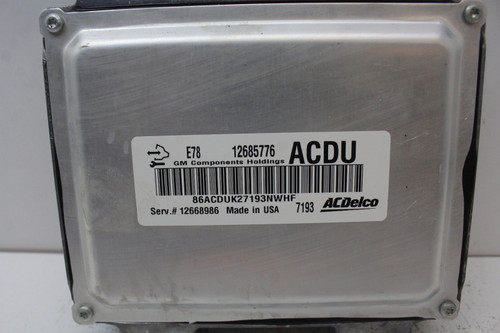 E78 12685776 ACDU
GM Components Holdings
86ACDUK27193NWHF
Serv.# 12668986 Made in USA 7193 ACDelco